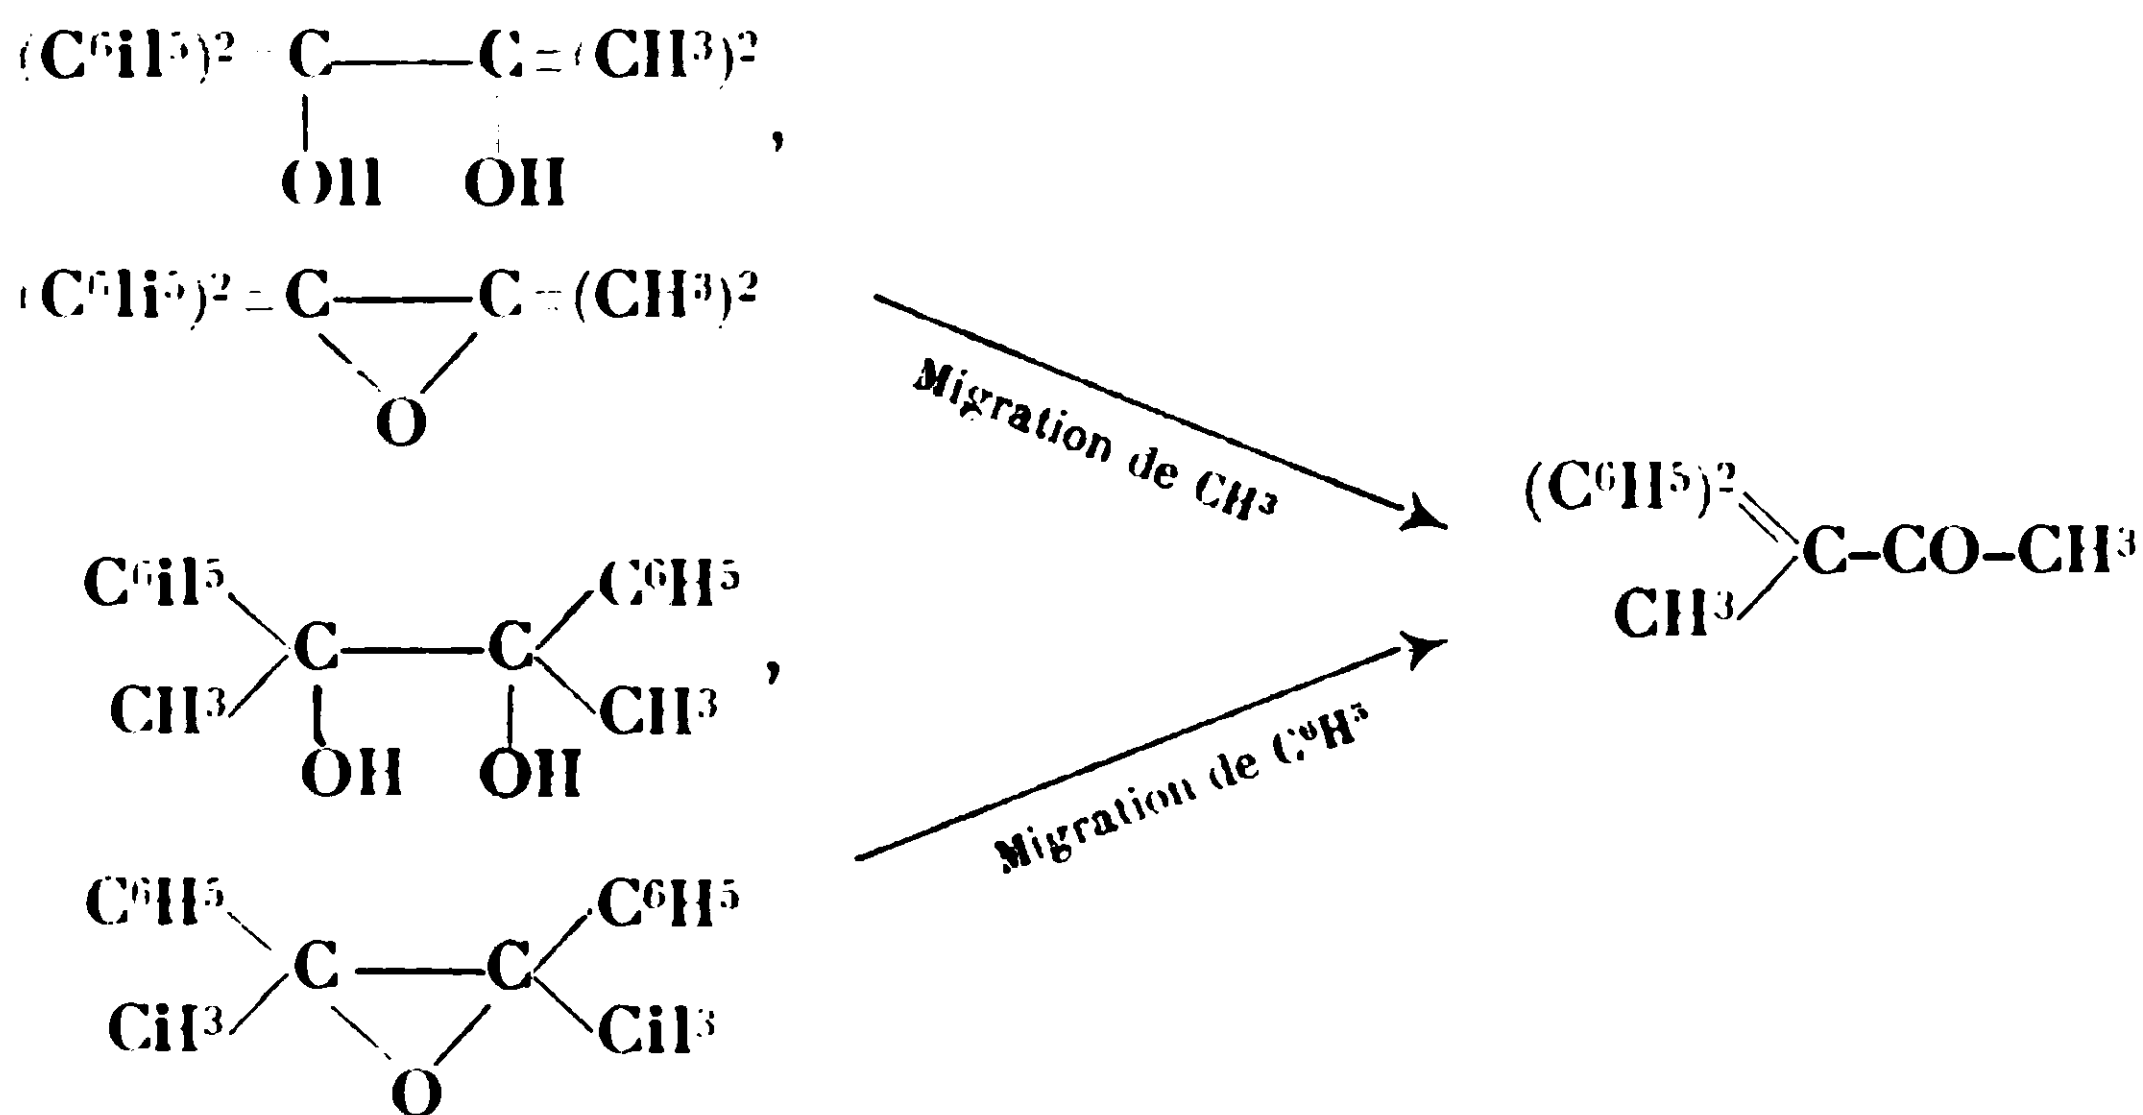 (C⁶H⁵)² = C — C = (CH³)²
OH OH ,
(C⁶H⁵)² = C — C = (CH³)²
O
Migration de CH³
(C⁶H⁵)²
C–CO–CH³
CH³
C⁶H⁵ C⁶H⁵
C — C ,
CH³ CH³
OH OH
Migration de C⁶H⁵
C⁶H⁵ C⁶H⁵
C — C
CH³ CH³
O